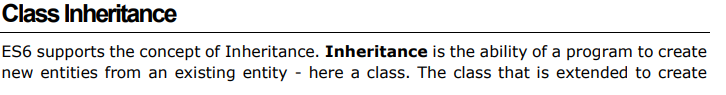 Class Inheritance
ES6 supports the concept of Inheritance. Inheritance is the ability of a program to create
new entities from an existing entity - here a class. The class that is extended to create